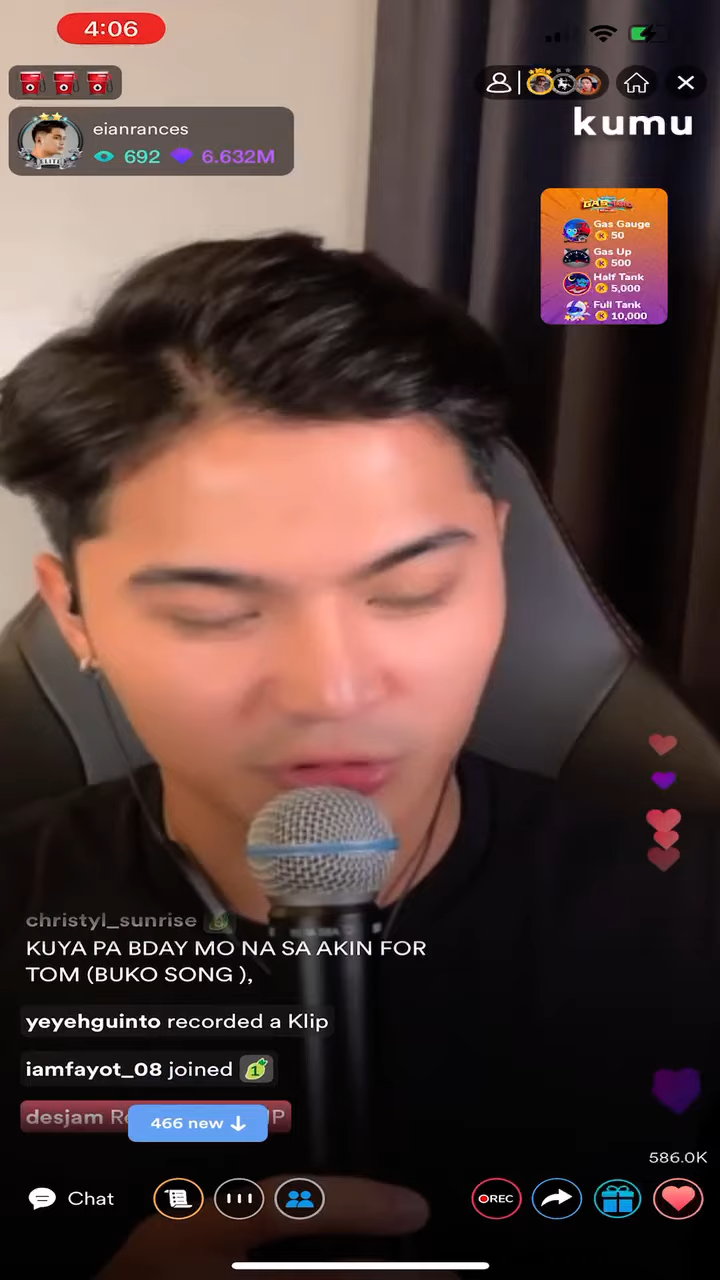 4:06
eianrances
692 6.632M
ELITE
kumu
Gas Gauge
50
Gas Up
500
Half Tank
5,000
Full Tank
10,000
christyl_sunrise
KUYA PA BDAY MO NA SA AKIN FOR
TOM (BUKO SONG ),
yeyehguinto recorded a Klip
iamfayot_08 joined 1
desjam
466 new ↓
586.0K
Chat
REC